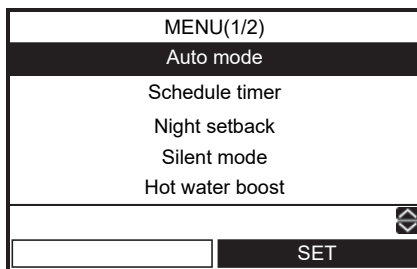 MENU(1/2)
Auto mode
Schedule timer
Night setback
Silent mode
Hot water boost
SET